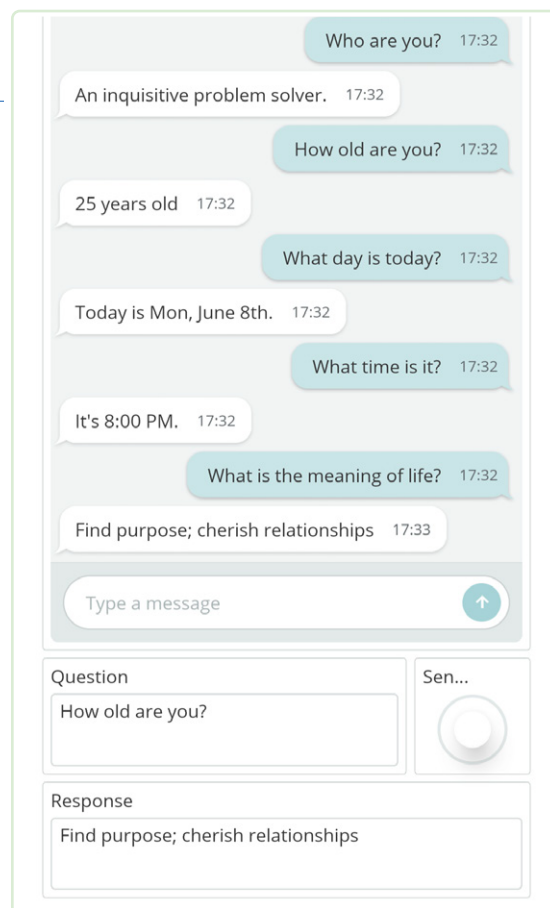 Who are you? 17:32
An inquisitive problem solver. 17:32
How old are you? 17:32
25 years old 17:32
What day is today? 17:32
Today is Mon, June 8th. 17:32
What time is it? 17:32
It's 8:00 PM. 17:32
What is the meaning of life? 17:32
Find purpose; cherish relationships 17:33
Type a message
Question
Sen...
How old are you?
Response
Find purpose; cherish relationships